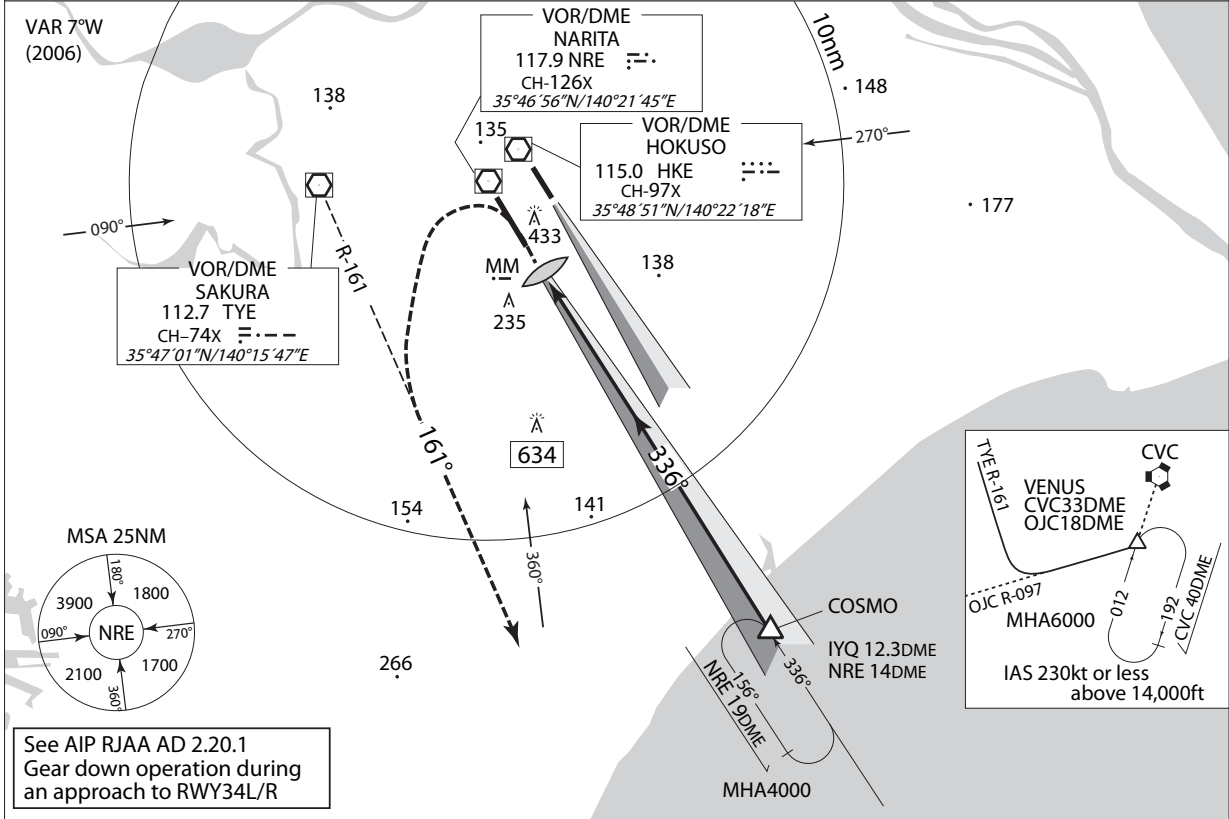 VAR 7°W
(2006)
VOR/DME
NARITA
117.9 NRE
CH-126X
35°46´56˝N/140°21´45˝E
10nm
148
138
135
VOR/DME
HOKUSO
115.0 HKE
CH-97X
35°48´51˝N/140°22´18˝E
270°
177
090°
R-161
433
138
MM
235
VOR/DME
SAKURA
112.7 TYE
CH–74X
35°47´01˝N/140°15´47˝E
161°
634
336°
154
141
360°
MSA 25NM
180°
3900
1800
090°
NRE
270°
2100
1700
360°
266
COSMO
IYQ 12.3DME
NRE 14DME
336°
156°
NRE 19DME
MHA4000
TYE R-161
CVC
VENUS
CVC33DME
OJC18DME
OJC R-097
MHA6000
012
192
CVC 40DME
IAS 230kt or less
above 14,000ft
See AIP RJAA AD 2.20.1
Gear down operation during
an approach to RWY34L/R